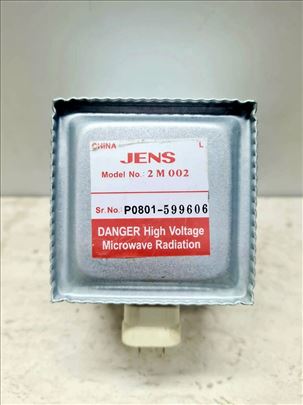 CHINA L
JENS
Model No.: 2M002
Sr.No. P0801-599606
DANGER High Voltage
Microwave Radiation